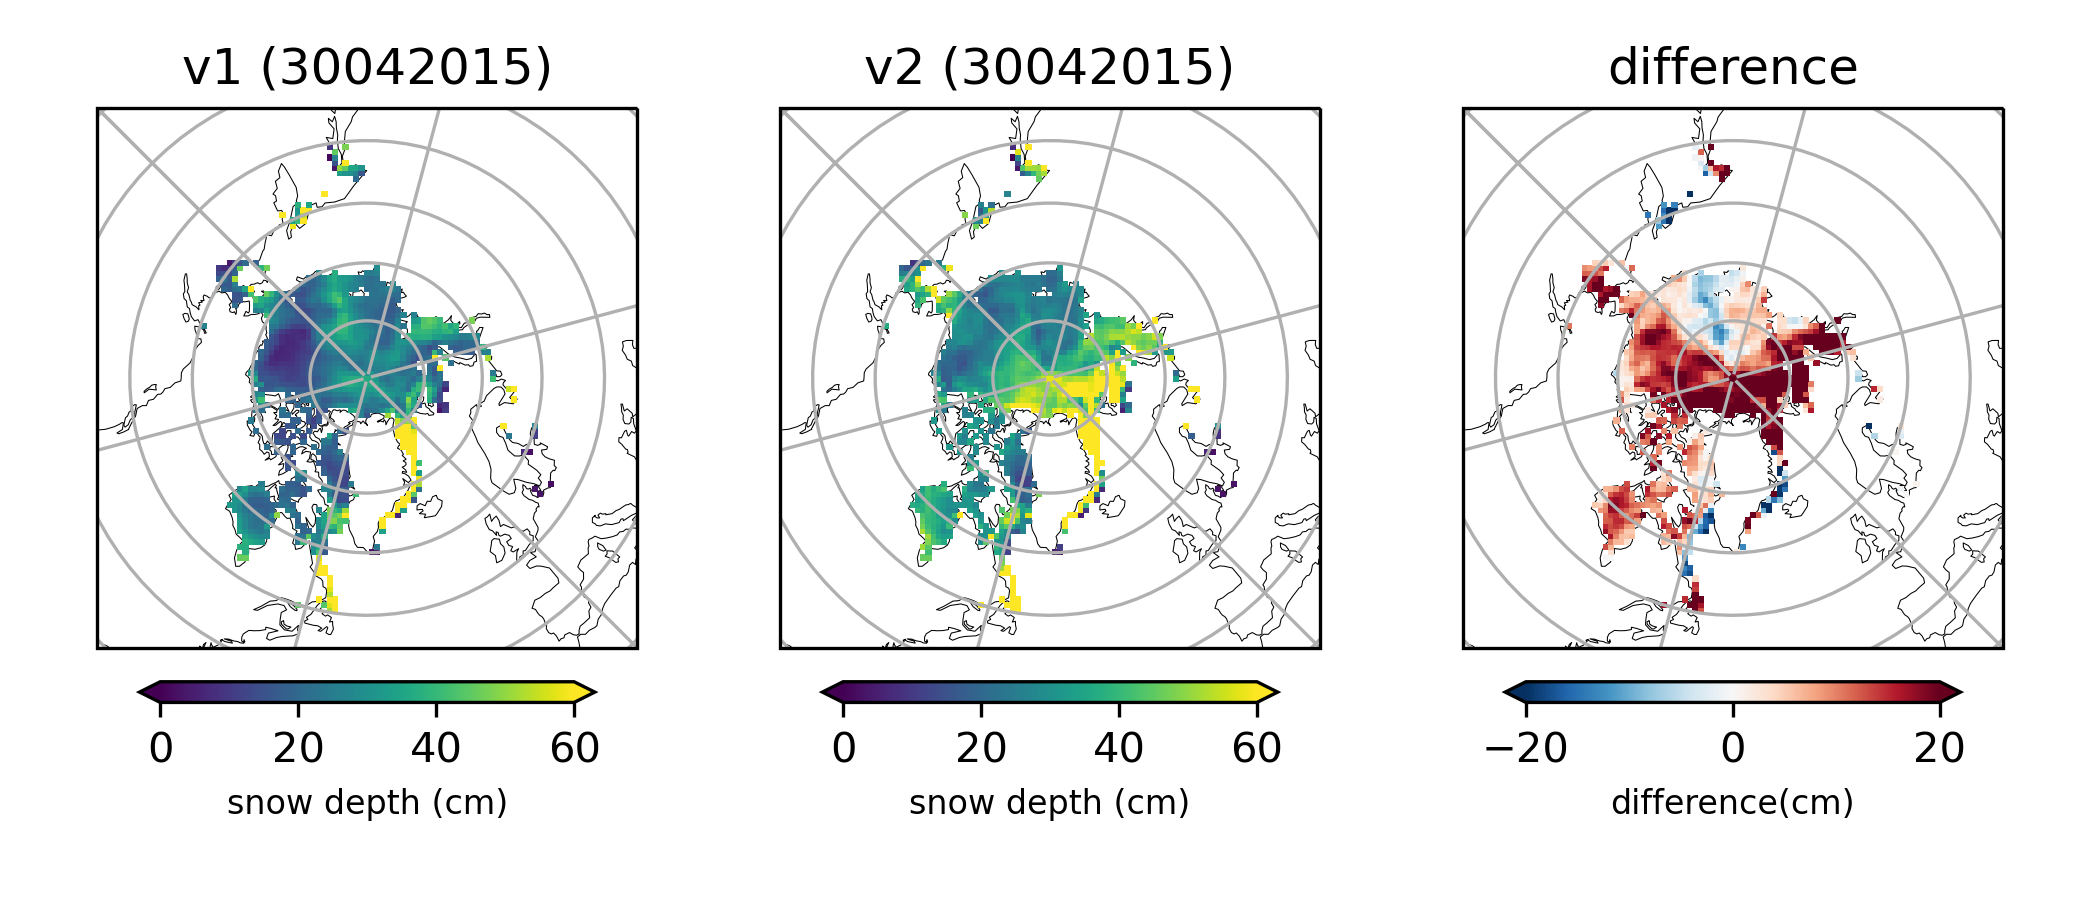 v1 (30042015)
v2 (30042015)
difference
0 20 40 60
snow depth (cm)
0 20 40 60
snow depth (cm)
−20 0 20
difference(cm)